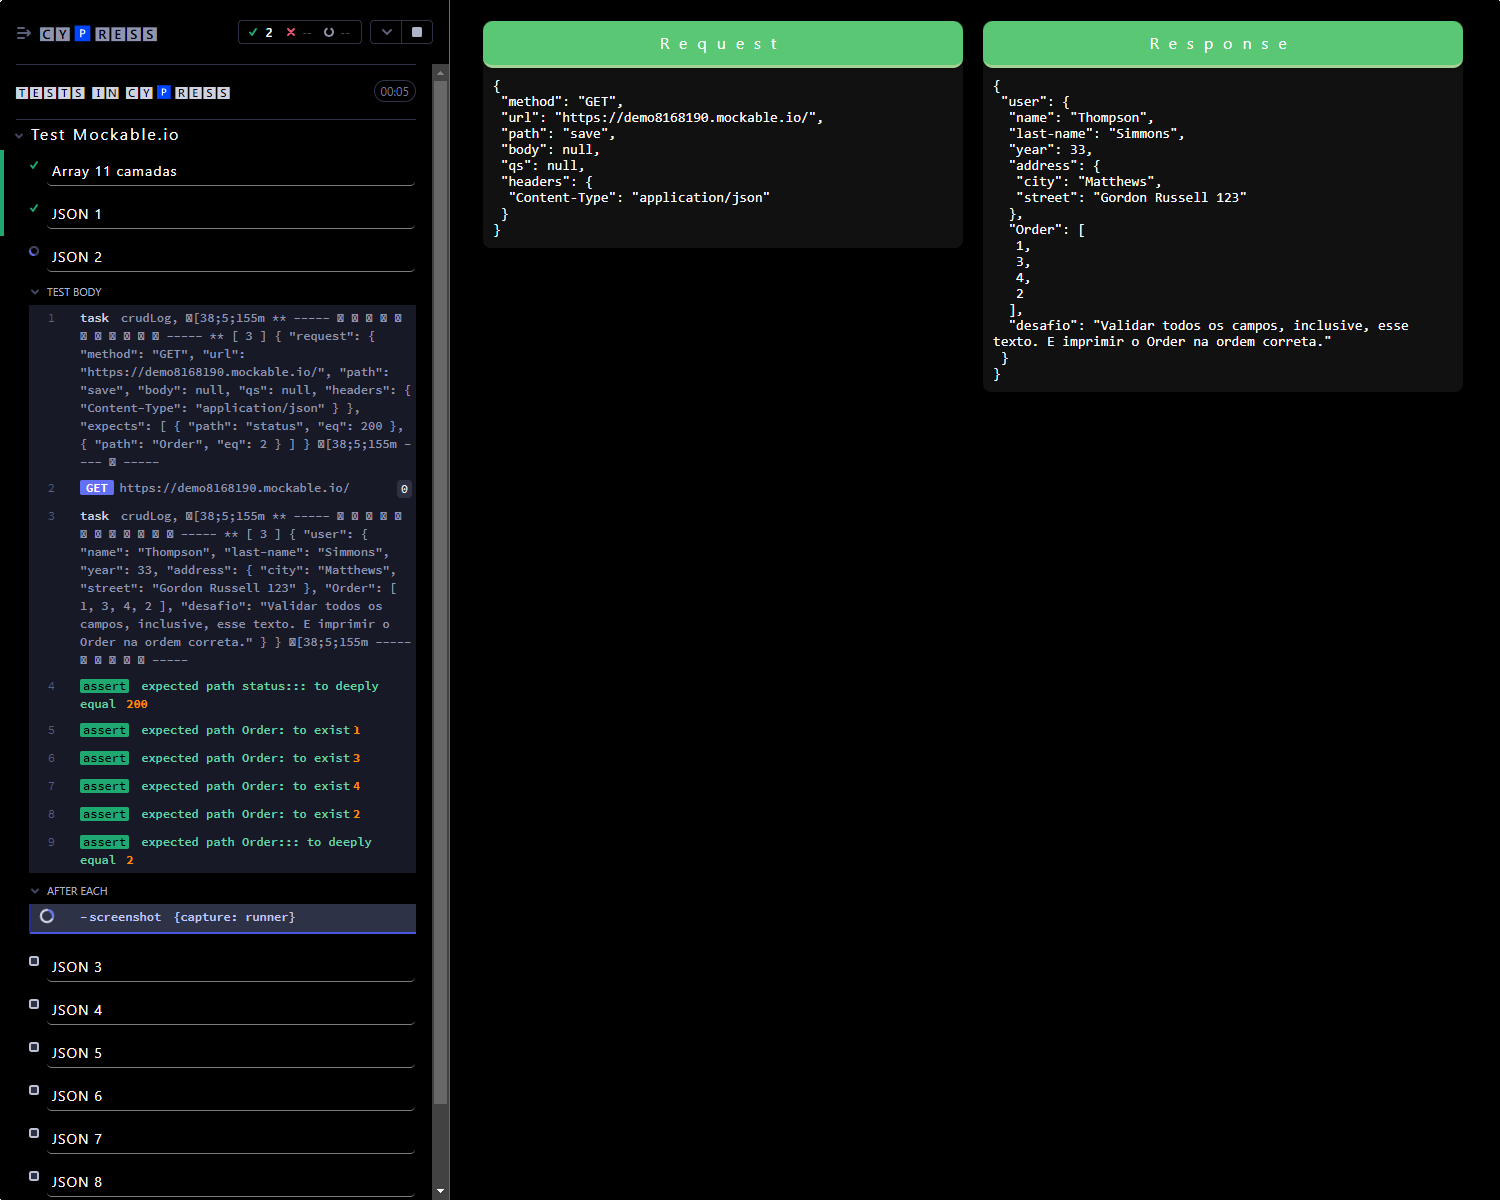 CYPRESS
2
--
--
TESTS IN CYPRESS
00:05
Test Mockable.io
Array 11 camadas
JSON 1
JSON 2
TEST BODY
1 task crudLog, [38;5;155m ** -----
----- ** [ 3 ] { "request": {
"method": "GET", "url":
"https://demo8168190.mockable.io/", "path":
"save", "body": null, "qs": null, "headers": {
"Content-Type": "application/json" } },
"expects": [ { "path": "status", "eq": 200 },
{ "path": "Order", "eq": 2 } ] } [38;5;155m -
---- -----
2 GET https://demo8168190.mockable.io/ 0
3 task crudLog, [38;5;155m ** -----
----- ** [ 3 ] { "user": {
"name": "Thompson", "last-name": "Simmons",
"year": 33, "address": { "city": "Matthews",
"street": "Gordon Russell 123" }, "Order": [
1, 3, 4, 2 ], "desafio": "Validar todos os
campos, inclusive, esse texto. E imprimir o
Order na ordem correta." } } [38;5;155m -----
-----
4 assert expected path status::: to deeply
equal 200
5 assert expected path Order: to exist 1
6 assert expected path Order: to exist 3
7 assert expected path Order: to exist 4
8 assert expected path Order: to exist 2
9 assert expected path Order::: to deeply
equal 2
AFTER EACH
-screenshot {capture: runner}
JSON 3
JSON 4
JSON 5
JSON 6
JSON 7
JSON 8
Request
{
"method": "GET",
"url": "https://demo8168190.mockable.io/",
"path": "save",
"body": null,
"qs": null,
"headers": {
"Content-Type": "application/json"
}
}
Response
{
"user": {
"name": "Thompson",
"last-name": "Simmons",
"year": 33,
"address": {
"city": "Matthews",
"street": "Gordon Russell 123"
},
"Order": [
1,
3,
4,
2
],
"desafio": "Validar todos os campos, inclusive, esse
texto. E imprimir o Order na ordem correta."
}
}